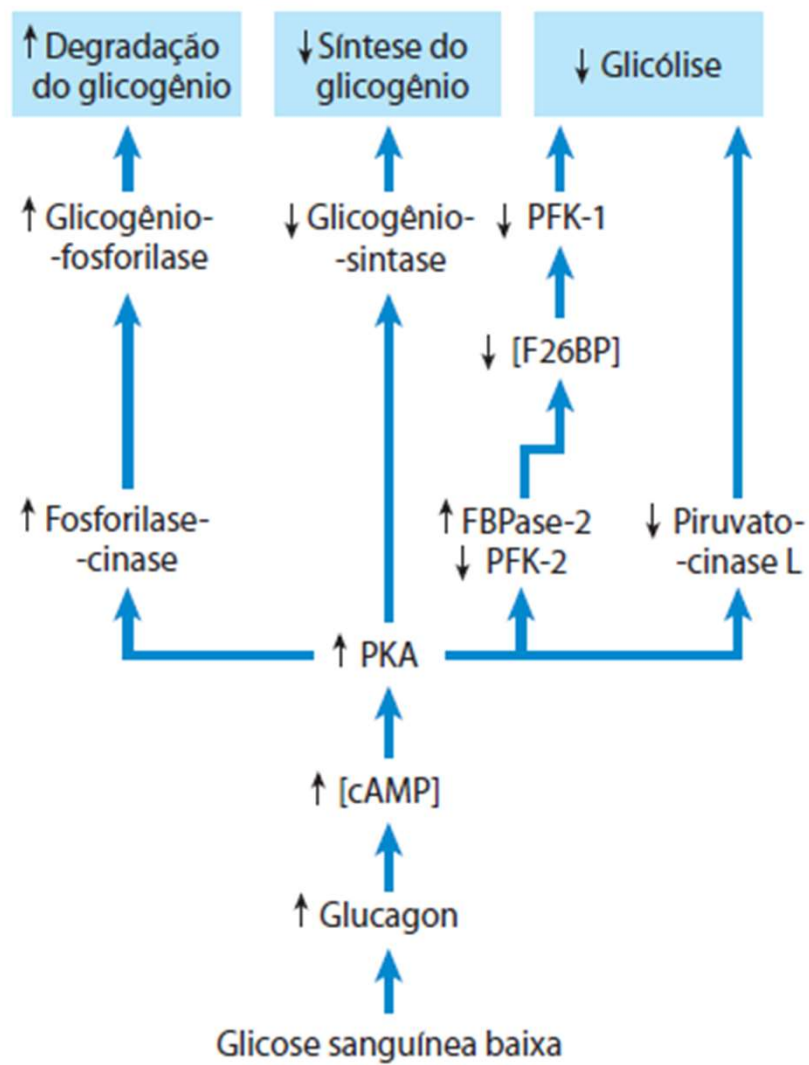 ↑ Degradação
do glicogênio
↓ Síntese do
glicogênio
↓ Glicólise
↑ Glicogênio-
-fosforilase
↓ Glicogênio-
-sintase
↓ PFK-1
↓ [F26BP]
↑ Fosforilase-
-cinase
↑ FBPase-2
↓ PFK-2
↓ Piruvato-
-cinase L
↑ PKA
↑ [cAMP]
↑ Glucagon
Glicose sanguínea baixa